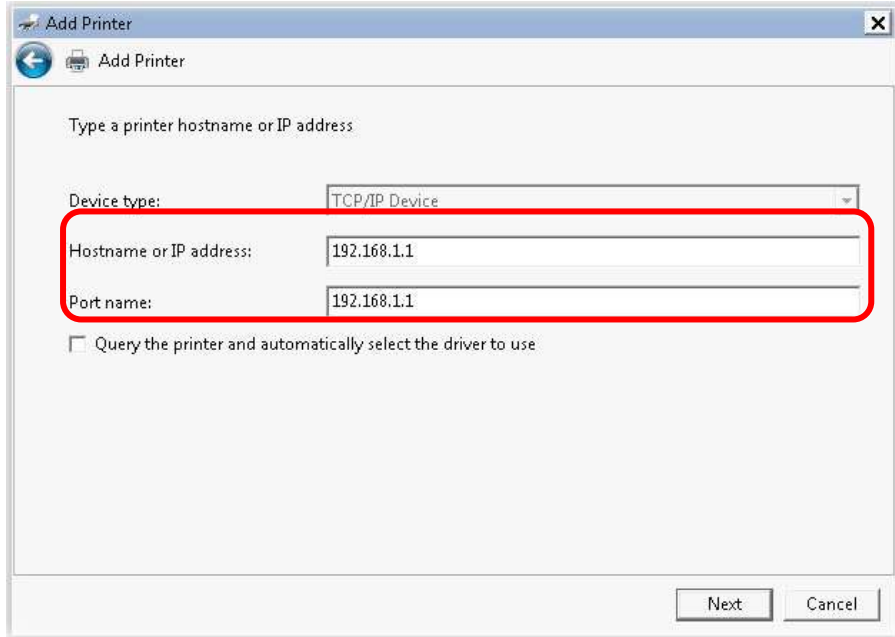 Add Printer
Add Printer
Type a printer hostname or IP address
Device type: TCP/IP Device
Hostname or IP address: 192.168.1.1
Port name: 192.168.1.1
Query the printer and automatically select the driver to use
Next Cancel